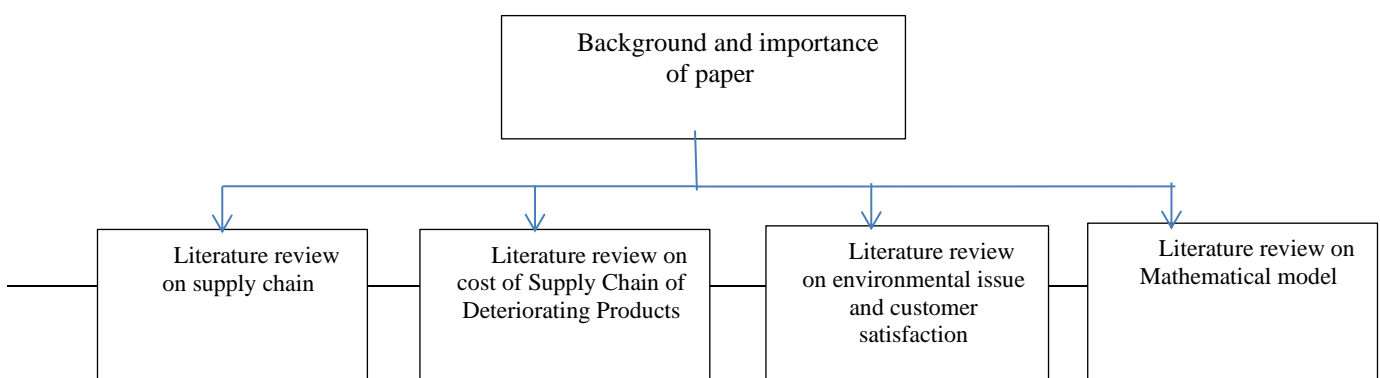 Background and importance
of paper
Literature review
on supply chain
Literature review on
cost of Supply Chain of
Deteriorating Products
Literature review
on environmental issue
and customer
satisfaction
Literature review on
Mathematical model